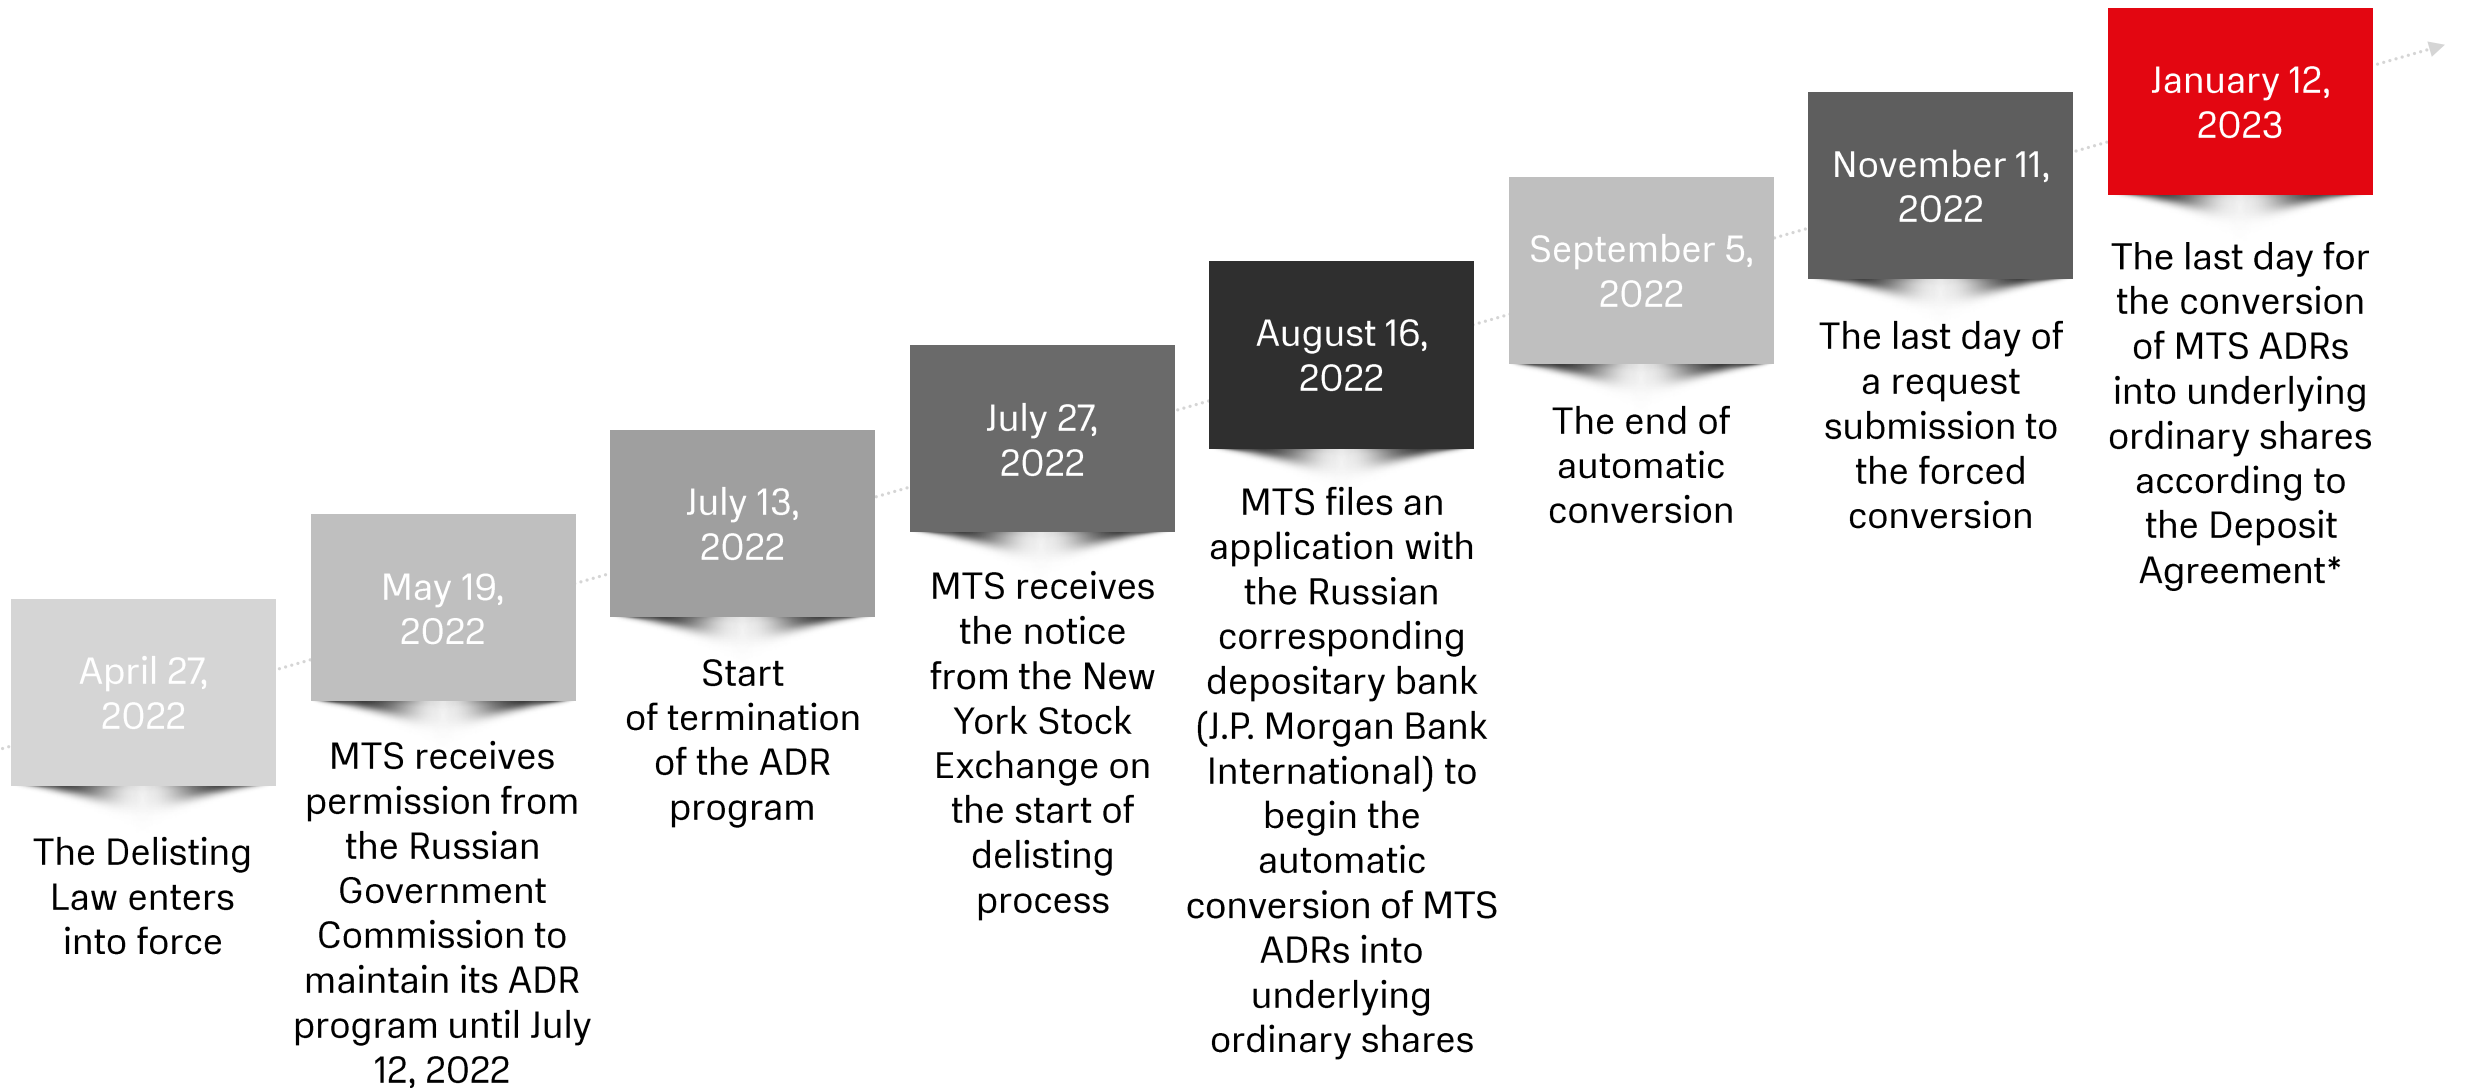 April 27,
2022
The Delisting
Law enters
into force
May 19,
2022
MTS receives
permission from
the Russian
Government
Commission to
maintain its ADR
program until July
12, 2022
July 13,
2022
Start
of termination
of the ADR
program
July 27,
2022
MTS receives
the notice
from the New
York Stock
Exchange on
the start of
delisting
process
August 16,
2022
MTS files an
application with
the Russian
corresponding
depositary bank
(J.P. Morgan Bank
International) to
begin the
automatic
conversion of MTS
ADRs into
underlying
ordinary shares
September 5,
2022
The end of
automatic
conversion
November 11,
2022
The last day of
a request
submission to
the forced
conversion
January 12,
2023
The last day for
the conversion
of MTS ADRs
into underlying
ordinary shares
according to
the Deposit
Agreement*